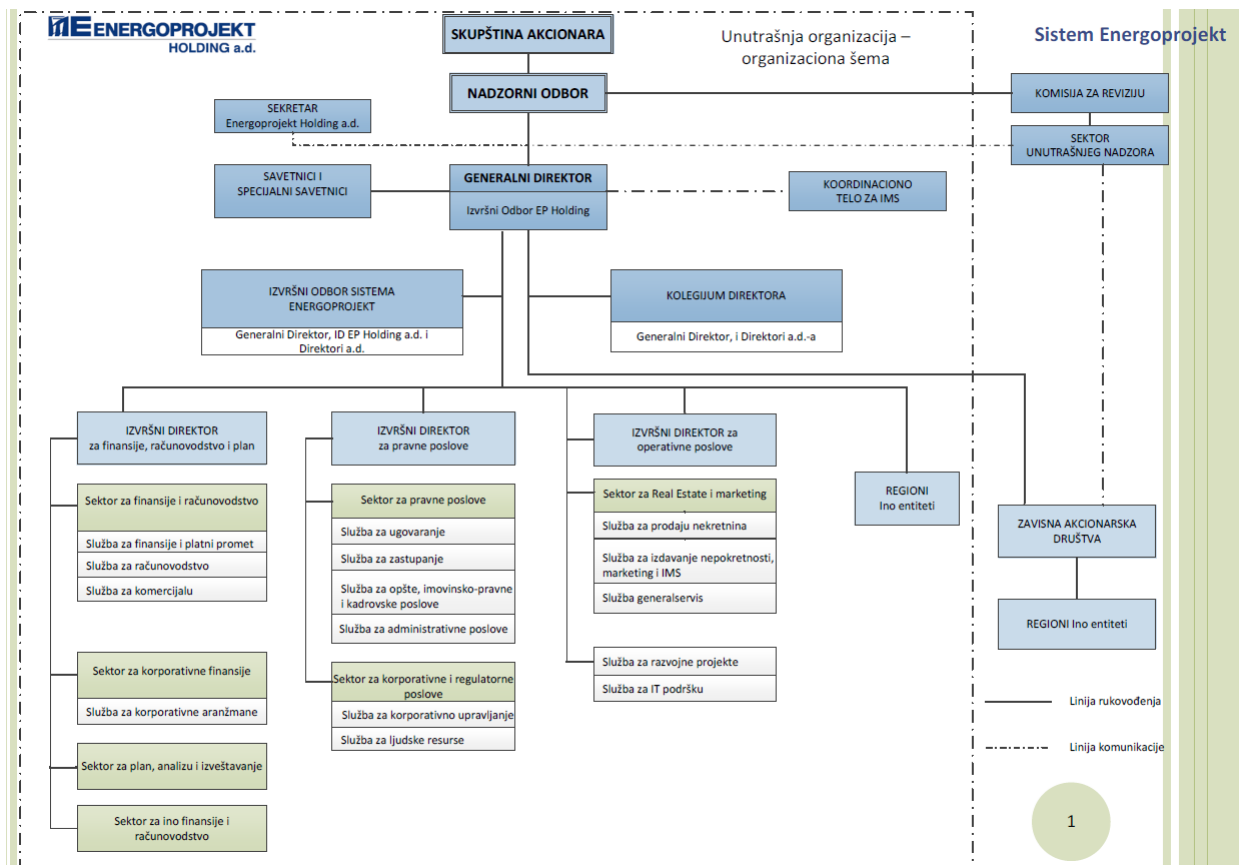 ENERGOPROJEKT
HOLDING a.d.
SKUPŠTINA AKCIONARA
Unutrašnja organizacija –
organizaciona šema
Sistem Energoprojekt
NADZORNI ODBOR
KOMISIJA ZA REVIZIJU
SEKRETAR
Energoprojekt Holding a.d.
SEKTOR
UNUTRAŠNJEG NADZORA
SAVETNICI I
SPECIJALNI SAVETNICI
GENERALNI DIREKTOR
Izvršni Odbor EP Holding
KOORDINACIONO
TELO ZA IMS
IZVRŠNI ODBOR SISTEMA
ENERGOPROJEKT
Generalni Direktor, ID EP Holding a.d. i
Direktori a.d.
KOLEGIJUM DIREKTORA
Generalni Direktor, i Direktori a.d.-a
IZVRŠNI DIREKTOR
za finansije, računovodstvo i plan
Sektor za finansije i računovodstvo
Služba za finansije i platni promet
Služba za računovodstvo
Služba za komercijalu
Sektor za korporativne finansije
Služba za korporativne aranžmane
Sektor za plan, analizu i izveštavanje
Sektor za ino finansije i
računovodstvo
IZVRŠNI DIREKTOR
za pravne poslove
Sektor za pravne poslove
Služba za ugovaranje
Služba za zastupanje
Služba za opšte, imovinsko-pravne
i kadrovske poslove
Služba za administrativne poslove
Sektor za korporativne i regulatorne
poslove
Služba za korporativno upravljanje
Služba za ljudske resurse
IZVRŠNI DIREKTOR za
operativne poslove
Sektor za Real Estate i marketing
Služba za prodaju nekretnina
Služba za izdavanje nepokretnosti,
marketing i IMS
Služba generalservis
Služba za razvojne projekte
Služba za IT podršku
REGIONI
Ino entiteti
ZAVISNA AKCIONARSKA
DRUŠTVA
REGIONI Ino entiteti
Linija rukovođenja
Linija komunikacije
1